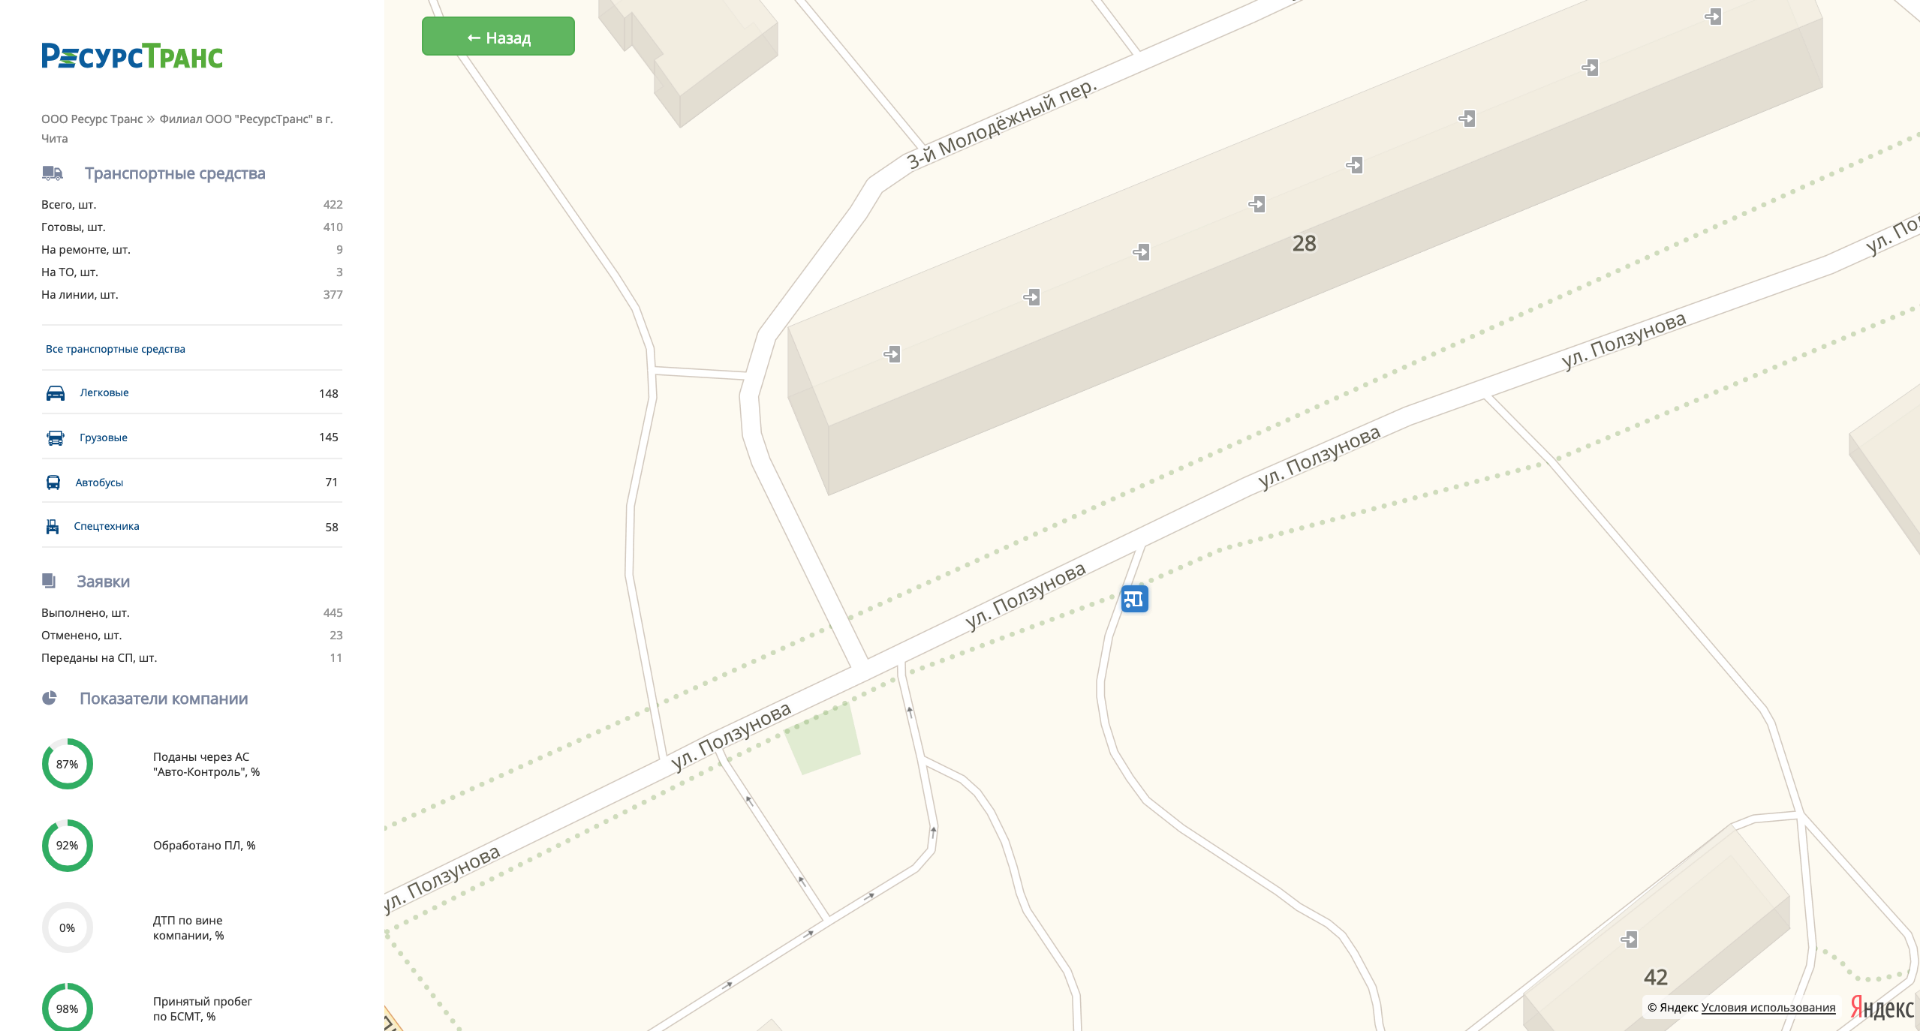 РЕСУРСТРАНС
ООО Ресурс Транс » Филиал ООО "РесурсТранс" в г.
Чита
Транспортные средства
Всего, шт. 422
Готовы, шт. 410
На ремонте, шт. 9
На ТО, шт. 3
На линии, шт. 377
Все транспортные средства
Легковые 148
Грузовые 145
Автобусы 71
Спецтехника 58
Заявки
Выполнено, шт. 445
Отменено, шт. 23
Переданы на СП, шт. 11
Показатели компании
87% Поданы через АС
"Авто-Контроль", %
92% Обработано ПЛ, %
0% ДТП по вине
компании, %
98% Принятый пробег
по БСМТ, %
← Назад
3-й Молодёжный пер.
28
ул. Ползунова
ул. Ползунова
ул. Ползунова
ул. Ползунова
ул. Ползунова
42
© Яндекс Условия использования
Яндекс